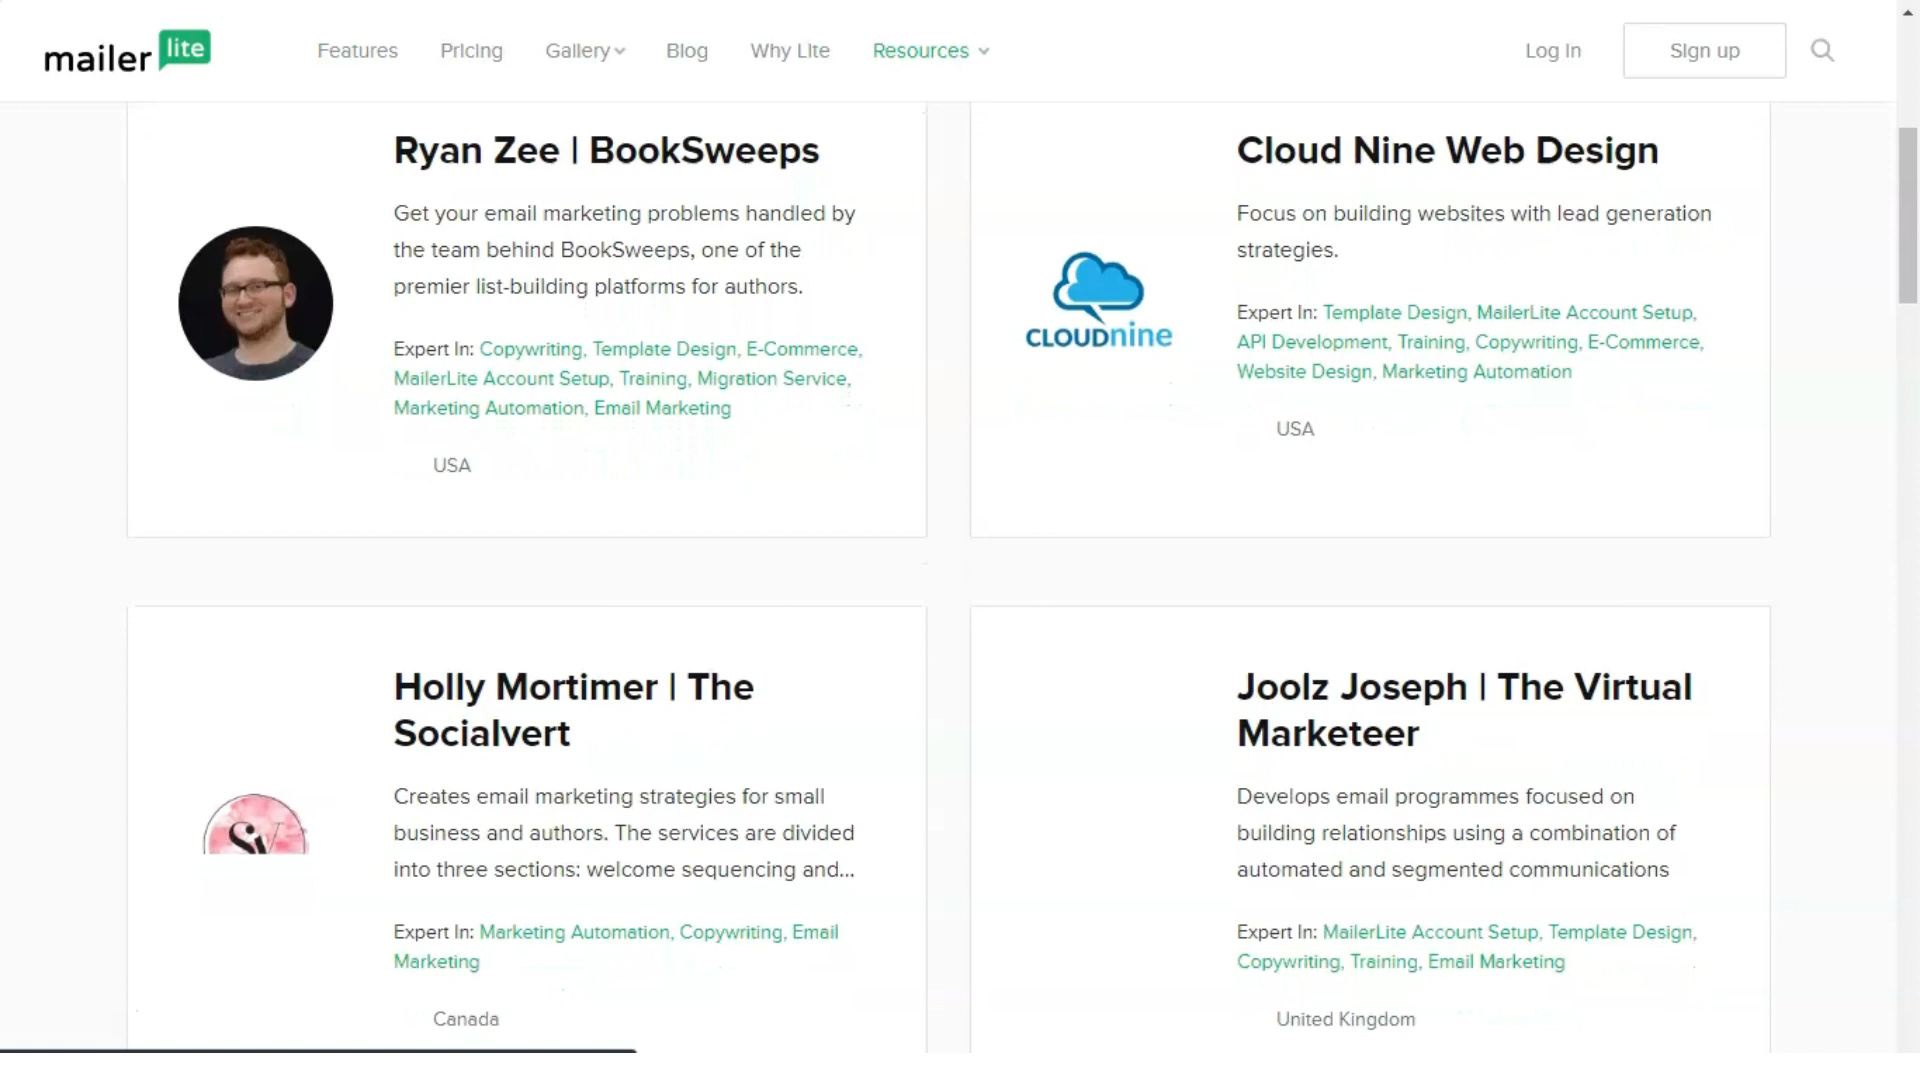 mailer lite
Features Pricing Gallery Blog Why Lite Resources Log In Sign up
Ryan Zee | BookSweeps
Get your email marketing problems handled by
the team behind BookSweeps, one of the
premier list-building platforms for authors.
Expert In: Copywriting, Template Design, E-Commerce,
MailerLite Account Setup, Training, Migration Service,
Marketing Automation, Email Marketing
USA
Cloud Nine Web Design
Focus on building websites with lead generation
strategies.
CLOUDnine
Expert In: Template Design, MailerLite Account Setup,
API Development, Training, Copywriting, E-Commerce,
Website Design, Marketing Automation
USA
Holly Mortimer | The
Socialvert
Creates email marketing strategies for small
business and authors. The services are divided
into three sections: welcome sequencing and...
Expert In: Marketing Automation, Copywriting, Email
Marketing
Canada
Joolz Joseph | The Virtual
Marketeer
Develops email programmes focused on
building relationships using a combination of
automated and segmented communications
Expert In: MailerLite Account Setup, Template Design,
Copywriting, Training, Email Marketing
United Kingdom